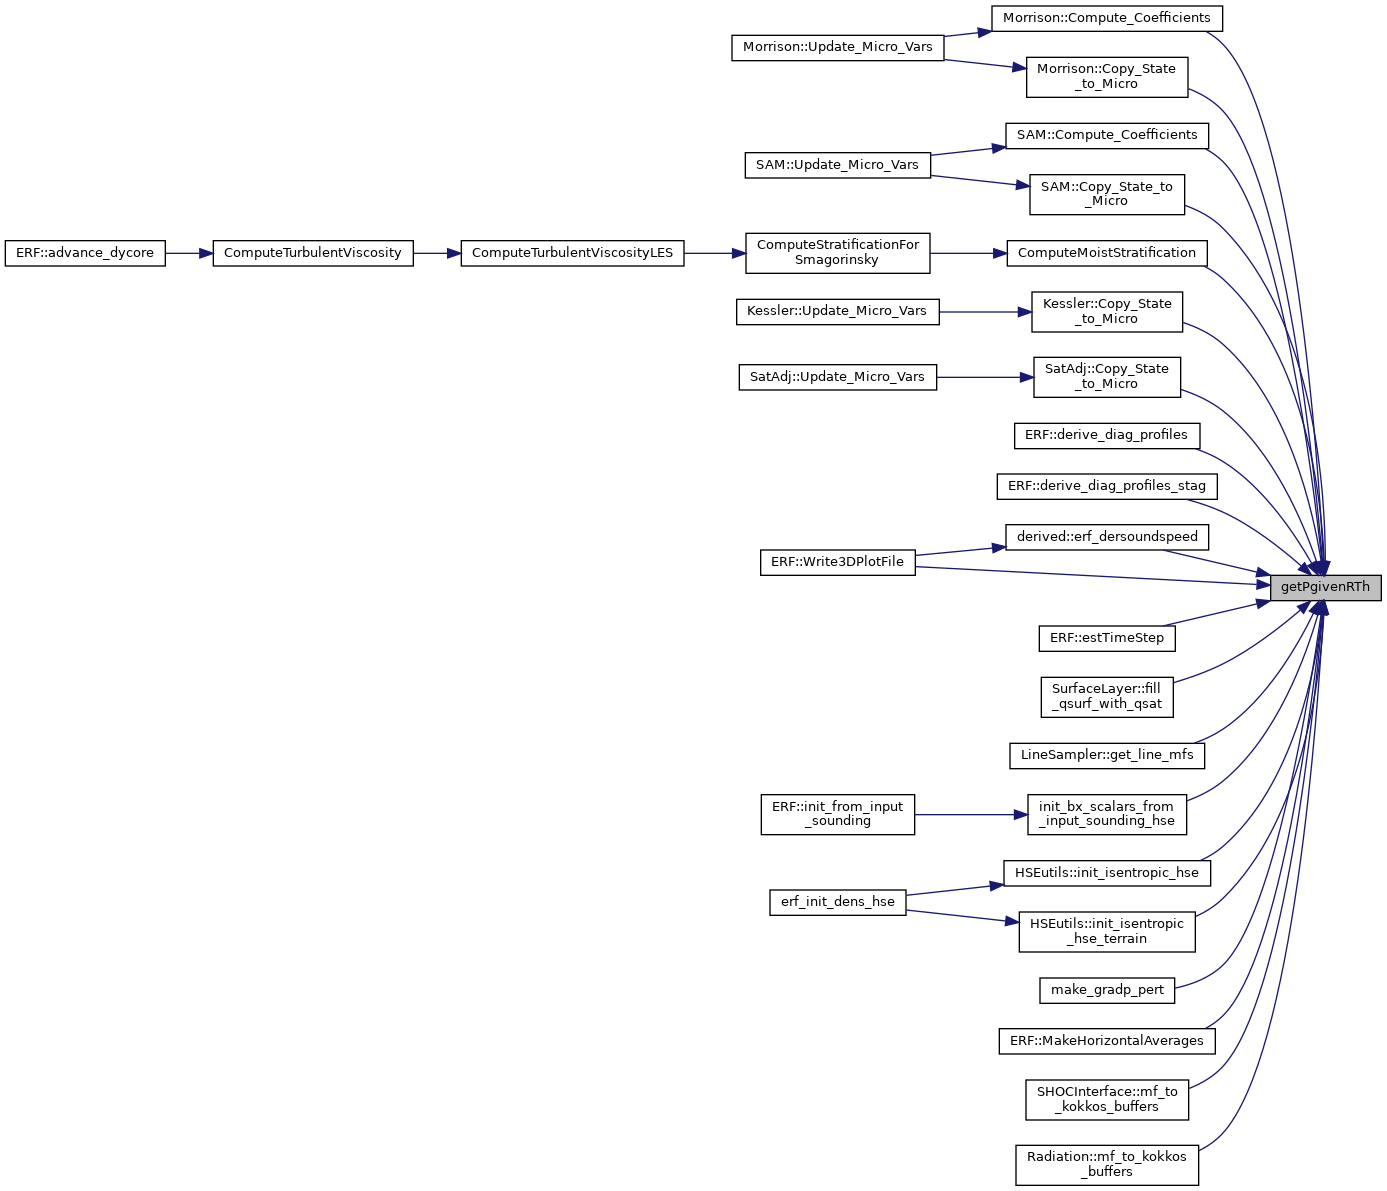 Morrison::Compute_Coefficients
Morrison::Update_Micro_Vars
Morrison::Copy_State
_to_Micro
SAM::Compute_Coefficients
SAM::Update_Micro_Vars
SAM::Copy_State_to
_Micro
ERF::advance_dycore
ComputeTurbulentViscosity
ComputeTurbulentViscosityLES
ComputeStratificationFor
Smagorinsky
ComputeMoistStratification
Kessler::Update_Micro_Vars
Kessler::Copy_State
_to_Micro
SatAdj::Update_Micro_Vars
SatAdj::Copy_State
_to_Micro
ERF::derive_diag_profiles
ERF::derive_diag_profiles_stag
derived::erf_dersoundspeed
ERF::Write3DPlotFile
getPgivenRTh
ERF::estTimeStep
SurfaceLayer::fill
_qsurf_with_qsat
LineSampler::get_line_mfs
ERF::init_from_input
_sounding
init_bx_scalars_from
_input_sounding_hse
HSEutils::init_isentropic_hse
erf_init_dens_hse
HSEutils::init_isentropic
_hse_terrain
make_gradp_pert
ERF::MakeHorizontalAverages
SHOCInterface::mf_to
_kokkos_buffers
Radiation::mf_to_kokkos
_buffers